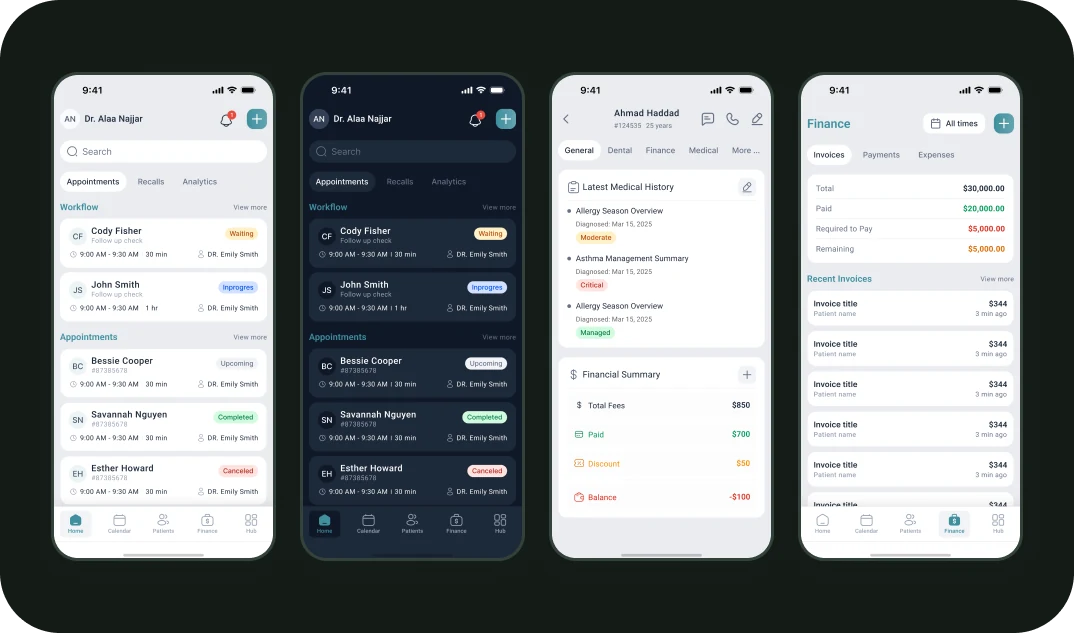 9:41
AN
Dr. Alaa Najjar
1
Search
Appointments
Recalls
Analytics
Workflow
View more
CF
Cody Fisher
Follow up check
Waiting
9:00 AM - 9:30 AM 30 min
DR. Emily Smith
JS
John Smith
Follow up check
Inprogres
9:00 AM - 9:30 AM 1 hr
DR. Emily Smith
Appointments
View more
BC
Bessie Cooper
#87385678
Upcoming
9:00 AM - 9:30 AM 30 min
DR. Emily Smith
SN
Savannah Nguyen
#87385678
Completed
9:00 AM - 9:30 AM 30 min
DR. Emily Smith
EH
Esther Howard
#87385678
Canceled
9:00 AM - 9:30 AM 30 min
DR. Emily Smith
Home
Calendar
Patients
Finance
Hub
9:41
AN
Dr. Alaa Najjar
1
Search
Appointments
Recalls
Analytics
Workflow
View more
CF
Cody Fisher
Follow up check
Waiting
9:00 AM - 9:30 AM | 30 min
DR. Emily Smith
JS
John Smith
Follow up check
Inprogres
9:00 AM - 9:30 AM | 1 hr
DR. Emily Smith
Appointments
View more
BC
Bessie Cooper
#87385678
Upcoming
9:00 AM - 9:30 AM | 30 min
DR. Emily Smith
SN
Savannah Nguyen
#87385678
Completed
9:00 AM - 9:30 AM | 30 min
DR. Emily Smith
EH
Esther Howard
#87385678
Canceled
9:00 AM - 9:30 AM | 30 min
DR. Emily Smith
Home
Calendar
Patients
Finance
Hub
9:41
Ahmad Haddad
#124535 25 years
General
Dental
Finance
Medical
More ...
Latest Medical History
Allergy Season Overview
Diagnosed: Mar 15, 2025
Moderate
Asthma Management Summary
Diagnosed: Mar 15, 2025
Critical
Allergy Season Overview
Diagnosed: Mar 15, 2025
Managed
Financial Summary
Total Fees
$850
Paid
$700
Discount
$50
Balance
-$100
9:41
Finance
All times
Invoices
Payments
Expenses
Total
$30,000.00
Paid
$20,000.00
Required to Pay
$5,000.00
Remaining
$5,000.00
Recent Invoices
View more
Invoice title
$344
Patient name
3 min ago
Invoice title
$344
Patient name
3 min ago
Invoice title
$344
Patient name
3 min ago
Invoice title
$344
Patient name
3 min ago
Invoice title
$344
Patient name
3 min ago
Invoice title
$344
Home
Calendar
Patients
Finance
Hub